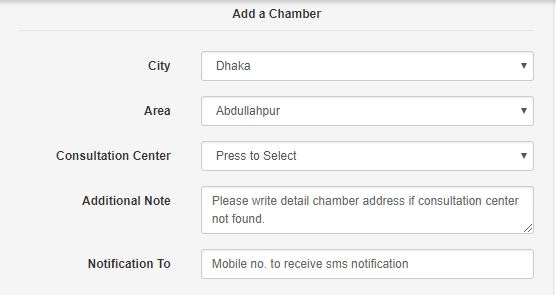 Add a Chamber
City
Dhaka
Area
Abdullahpur
Consultation Center
Press to Select
Additional Note
Please write detail chamber address if consultation center
not found.
Notification To
Mobile no. to receive sms notification